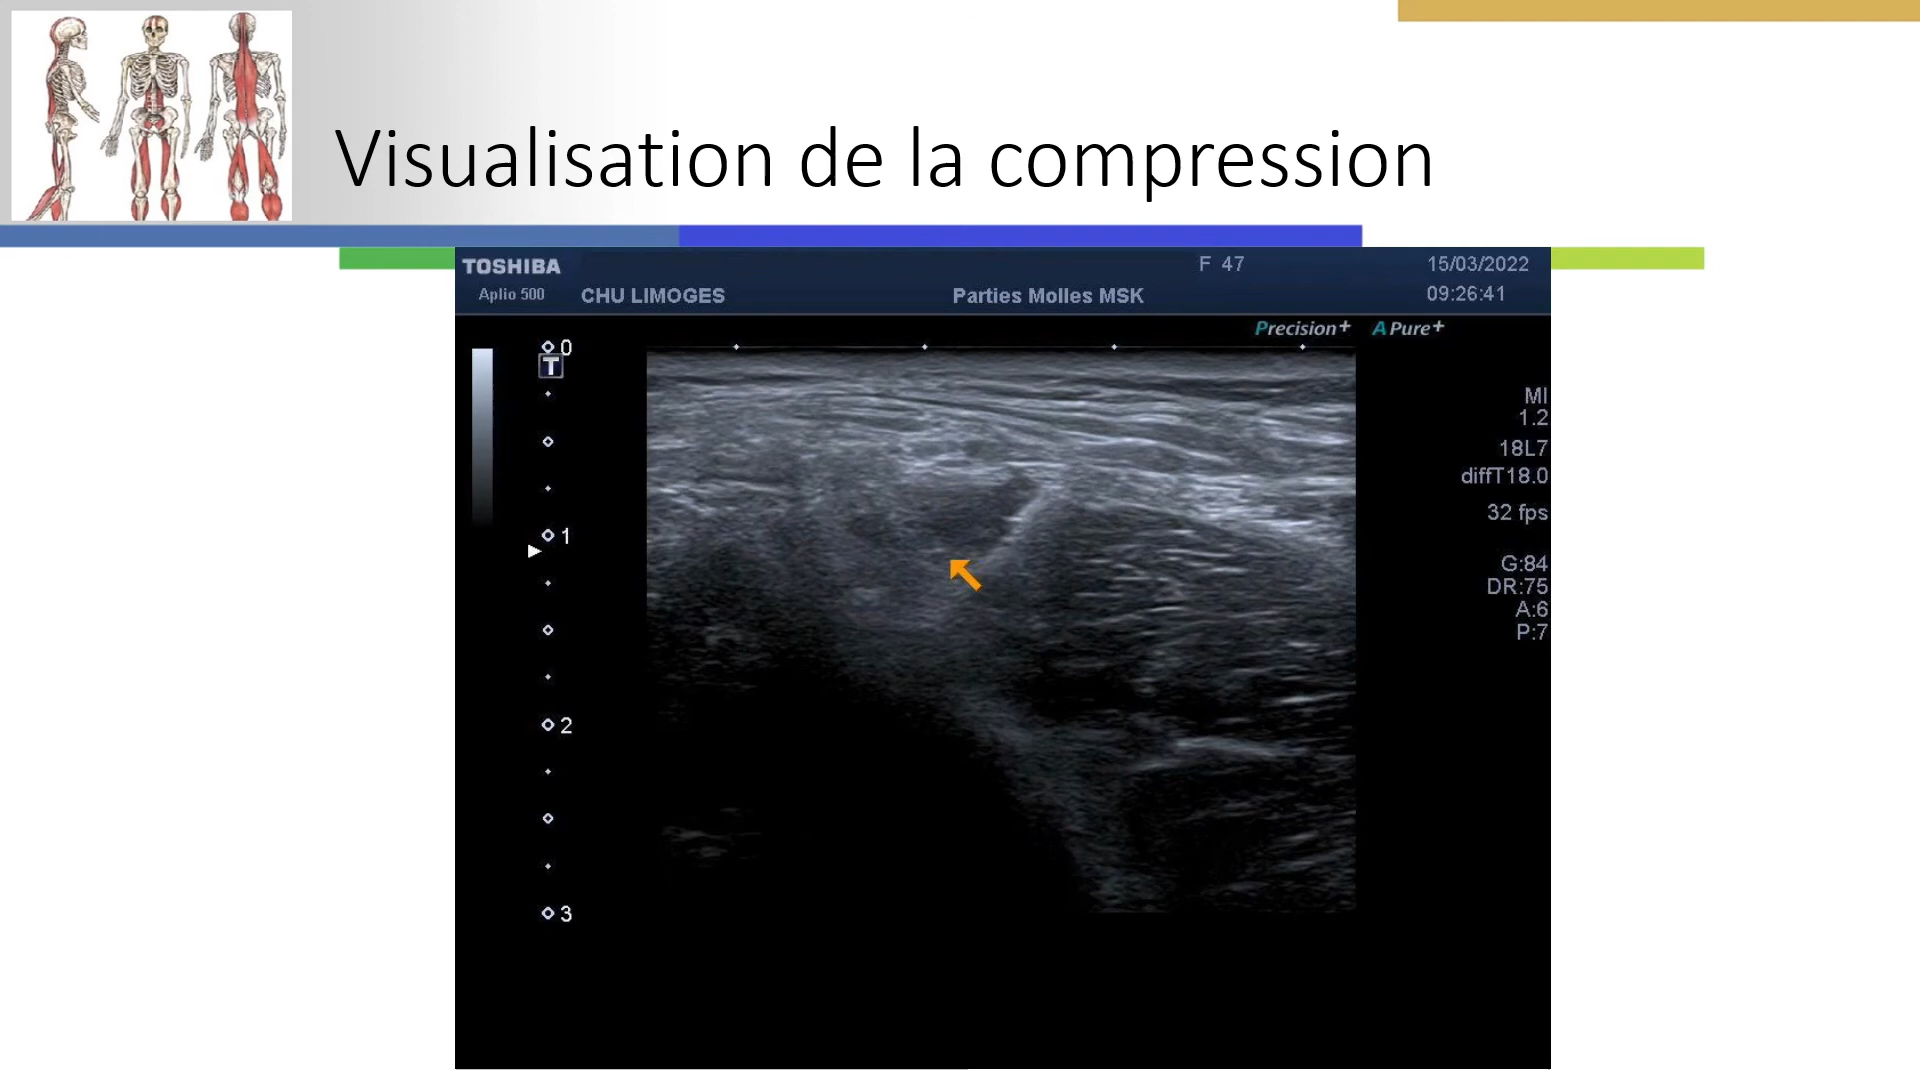 Visualisation de la compression
TOSHIBA
F 47
15/03/2022
Aplio 500
CHU LIMOGES
Parties Molles MSK
09:26:41
Precision+ APure+
0
T
MI
1.2
18L7
diffT18.0
32 fps
1
G:84
DR:75
A:6
P:7
2
3